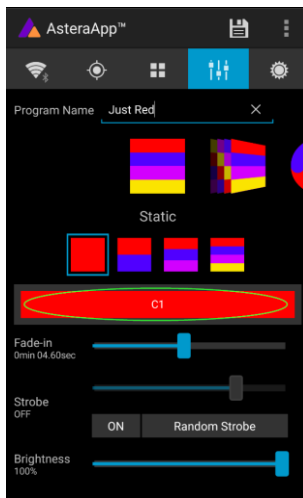 AsteraApp™
Program Name Just Red
Static
C1
Fade-in
0min 04.60sec
Strobe
OFF
ON Random Strobe
Brightness
100%